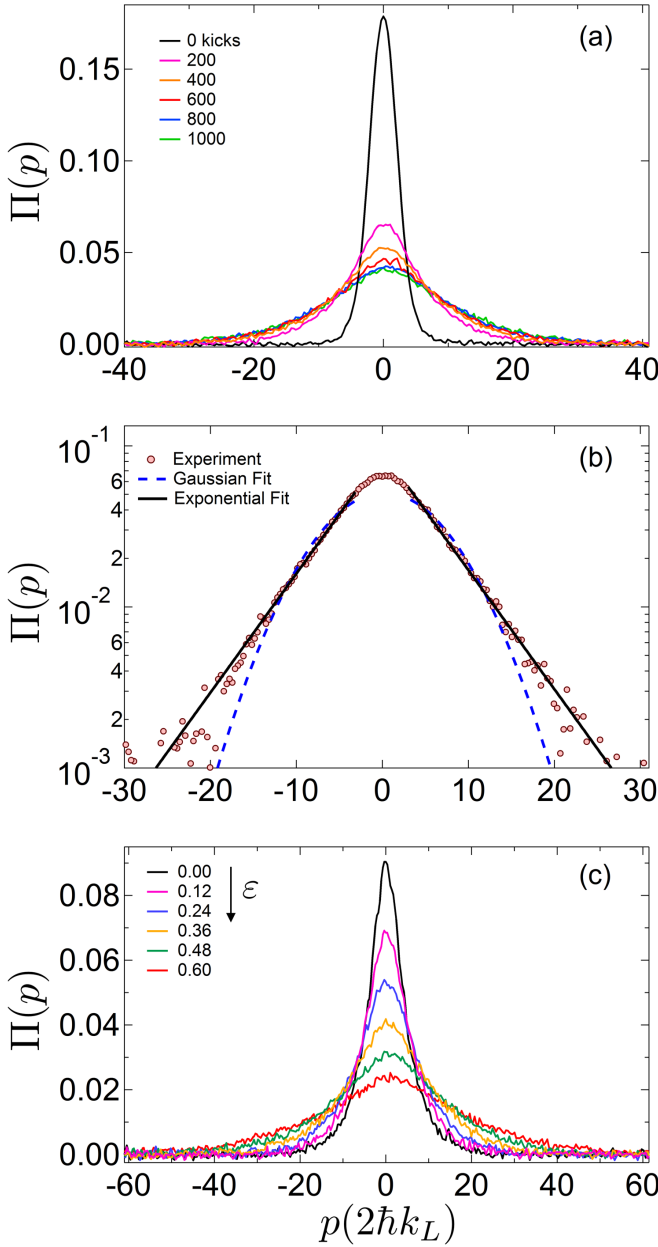 (a)
0 kicks
200
400
600
800
1000
Π(p)
0.15
0.10
0.05
0.00
-40 -20 0 20 40
(b)
Experiment
Gaussian Fit
Exponential Fit
Π(p)
10⁻¹
6
4
2
10⁻²
6
4
2
10⁻³
-30 -20 -10 0 10 20 30
(c)
0.00
0.12
0.24
0.36
0.48
0.60
ε
Π(p)
0.08
0.06
0.04
0.02
0.00
-60 -40 -20 0 20 40 60
p(2ħk_L)